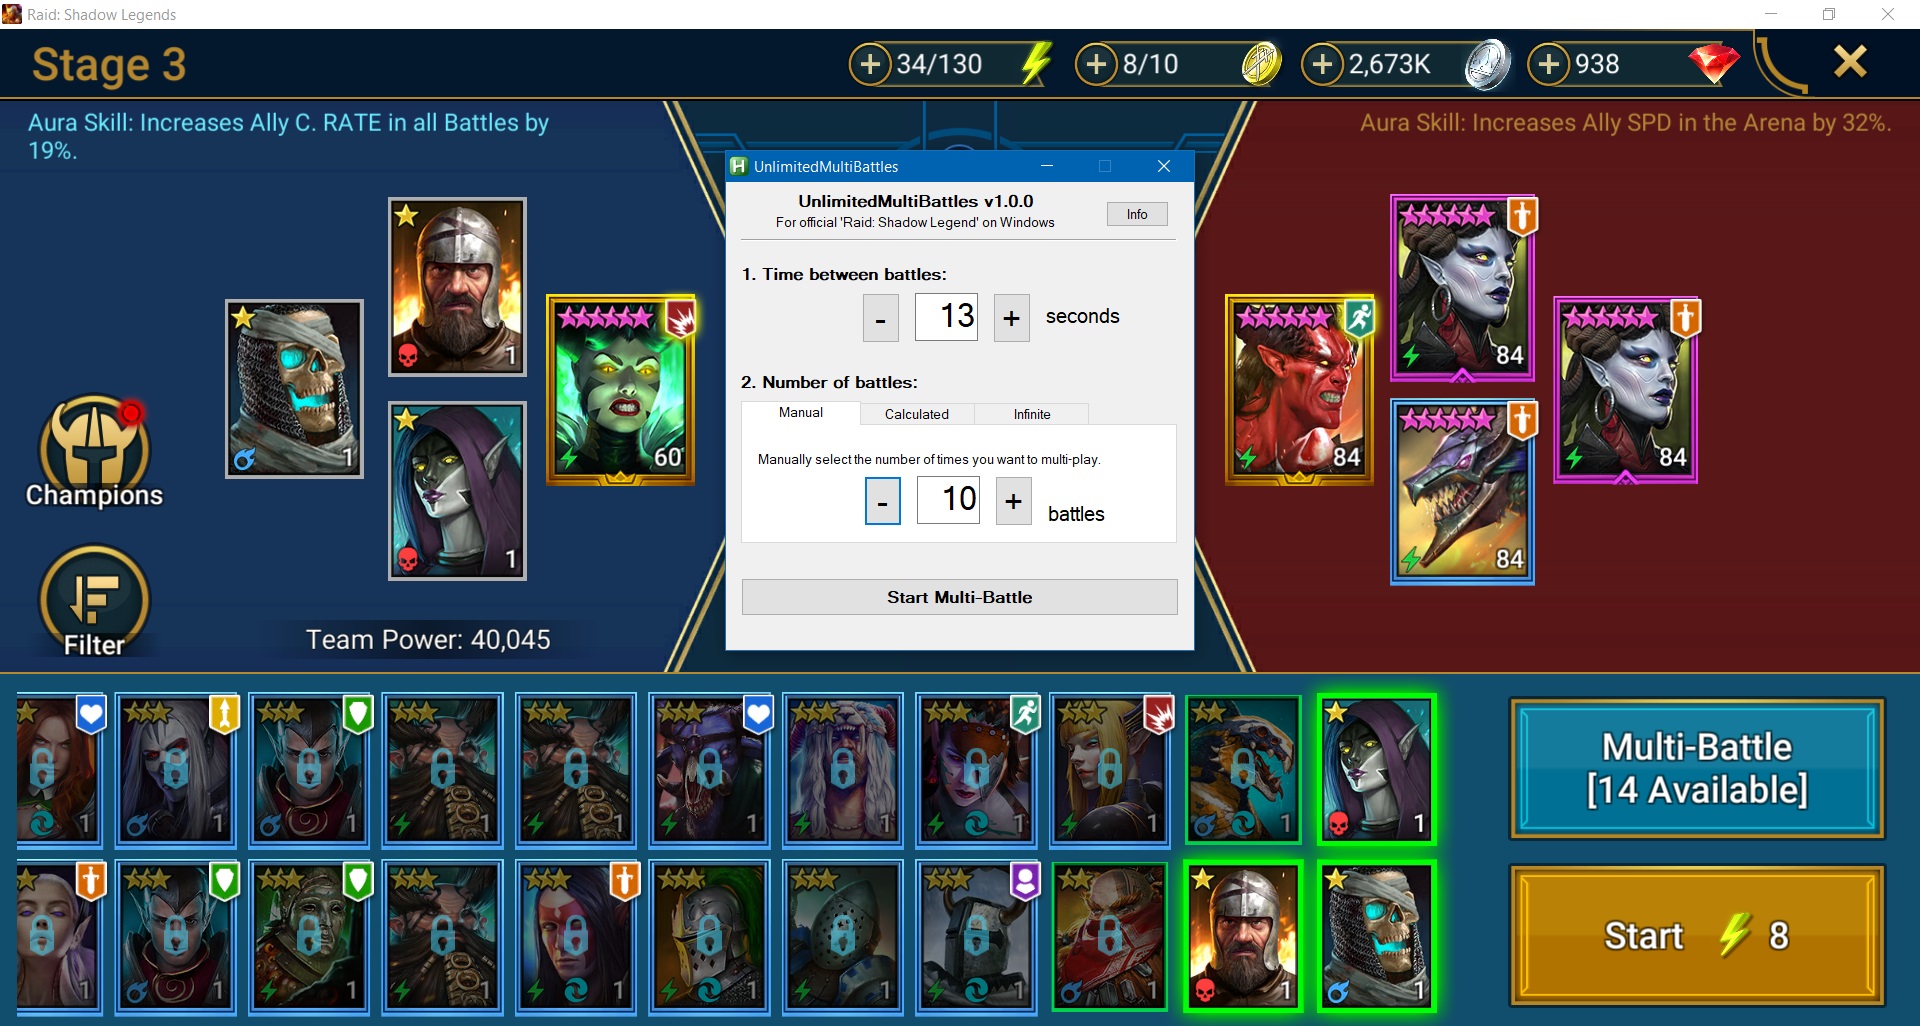 Raid: Shadow Legends
Stage 3
34/130
8/10
2,673K
938
Aura Skill: Increases Ally C. RATE in all Battles by
19%.
Aura Skill: Increases Ally SPD in the Arena by 32%.
UnlimitedMultiBattles
UnlimitedMultiBattles v1.0.0
For official 'Raid: Shadow Legend' on Windows
Info
1. Time between battles:
- 13 + seconds
2. Number of battles:
Manual Calculated Infinite
Manually select the number of times you want to multi-play.
- 10 + battles
Start Multi-Battle
1
1
1
60
84
84
84
84
Champions
Filter
Team Power: 40,045
1 1 1 1 1 1 1 1 1 1 1
Multi-Battle
[14 Available]
1 1 1 1 1 1 1 1 1 1 1
Start 8